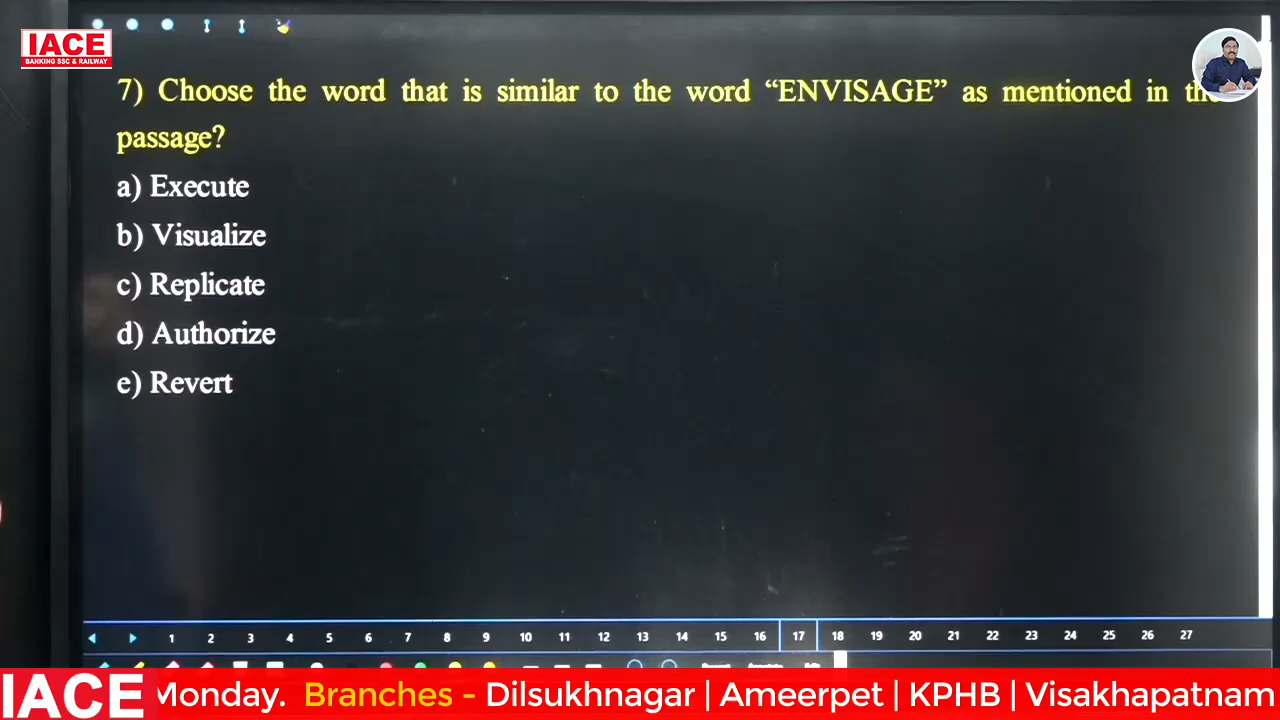 IACE
BANKING SSC & RAILWAY
7) Choose the word that is similar to the word “ENVISAGE” as mentioned in the
passage?
a) Execute
b) Visualize
c) Replicate
d) Authorize
e) Revert
1 2 3 4 5 6 7 8 9 10 11 12 13 14 15 16 17 18 19 20 21 22 23 24 25 26 27
IACE Monday. Branches - Dilsukhnagar | Ameerpet | KPHB | Visakhapatnam